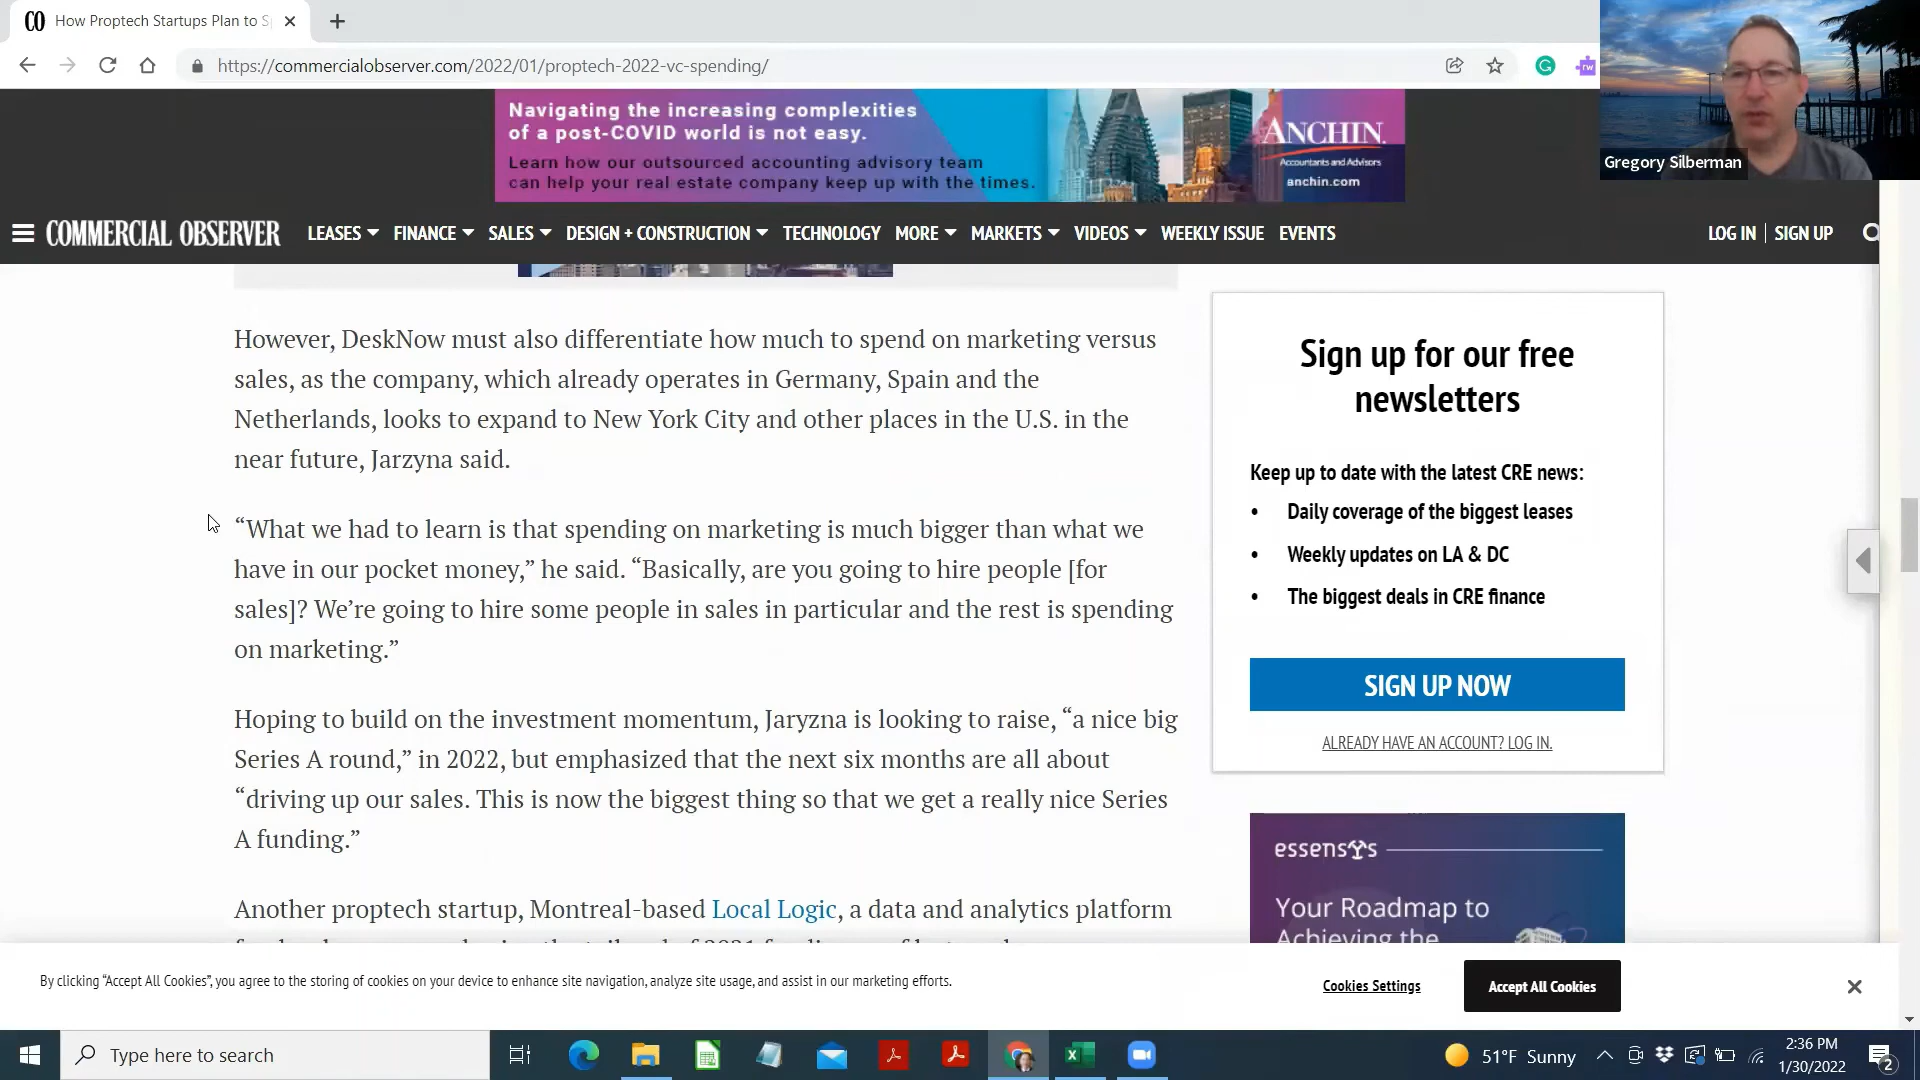 CO How Proptech Startups Plan to S
https://commercialobserver.com/2022/01/proptech-2022-vc-spending/
rw
Navigating the increasing complexities
of a post-COVID world is not easy.
Learn how our outsourced accounting advisory team
can help your real estate company keep up with the times.
ANCHIN.
Accountants and Advisors
anchin.com
Gregory Silberman
COMMERCIAL OBSERVER LEASES FINANCE SALES DESIGN + CONSTRUCTION TECHNOLOGY MORE MARKETS VIDEOS WEEKLY ISSUE EVENTS LOG IN SIGN UP
However, DeskNow must also differentiate how much to spend on marketing versus
sales, as the company, which already operates in Germany, Spain and the
Netherlands, looks to expand to New York City and other places in the U.S. in the
near future, Jarzyna said.
“What we had to learn is that spending on marketing is much bigger than what we
have in our pocket money,” he said. “Basically, are you going to hire people [for
sales]? We’re going to hire some people in sales in particular and the rest is spending
on marketing.”
Hoping to build on the investment momentum, Jaryzna is looking to raise, “a nice big
Series A round,” in 2022, but emphasized that the next six months are all about
“driving up our sales. This is now the biggest thing so that we get a really nice Series
A funding.”
Another proptech startup, Montreal-based Local Logic, a data and analytics platform
Sign up for our free
newsletters
Keep up to date with the latest CRE news:
• Daily coverage of the biggest leases
• Weekly updates on LA & DC
• The biggest deals in CRE finance
SIGN UP NOW
ALREADY HAVE AN ACCOUNT? LOG IN.
essensys
Your Roadmap to
Achieving the
By clicking “Accept All Cookies”, you agree to the storing of cookies on your device to enhance site navigation, analyze site usage, and assist in our marketing efforts.
Cookies Settings
Accept All Cookies
Type here to search
51°F Sunny
2:36 PM
1/30/2022
2